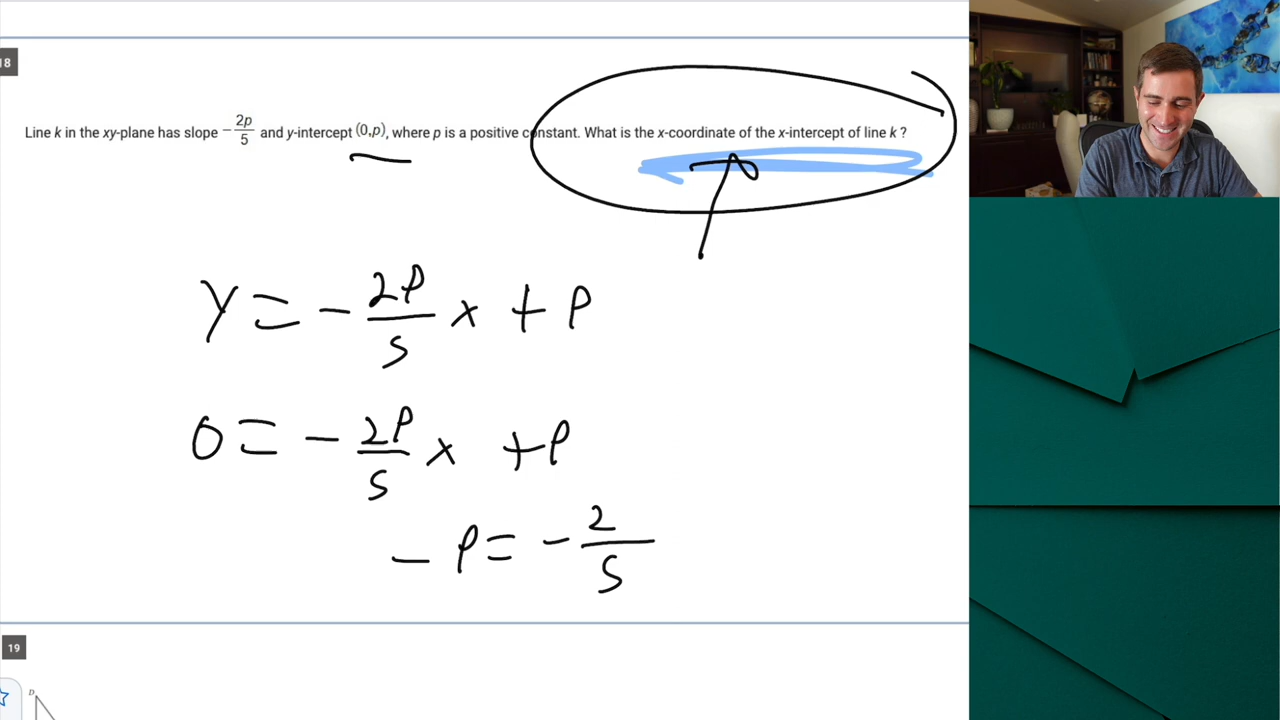 18
Line k in the xy-plane has slope -2p/5 and y-intercept (0,p), where p is a positive constant. What is the x-coordinate of the x-intercept of line k ?
y = - 2p/5 x + p
0 = - 2p/5 x + p
- p = - 2/5
19
D